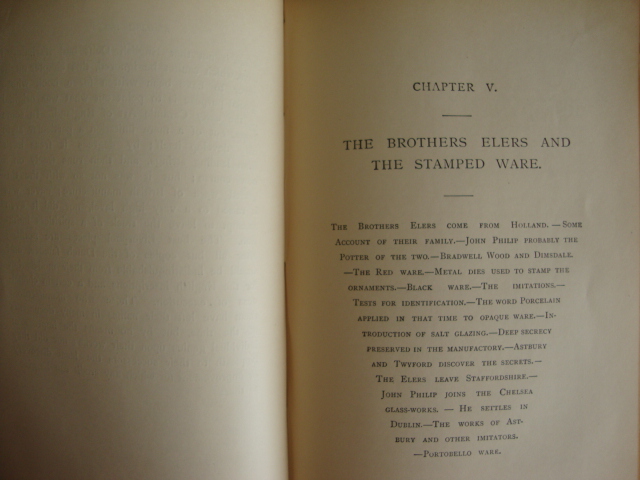 CHAPTER V.
THE BROTHERS ELERS AND
THE STAMPED WARE.
The Brothers Elers come from Holland.—Some
Account of their family.—John Philip probably the
Potter of the two.—Bradwell Wood and Dimsdale.
—The Red ware.—Metal dies used to stamp the
ornaments.—Black ware.—The imitations.—
Tests for identification.—The word Porcelain
applied in that time to opaque ware.—In-
troduction of salt glazing.—Deep secrecy
preserved in the manufactory.—Astbury
and Twyford discover the secrets.—
The Elers leave Staffordshire.—
John Philip joins the Chelsea
glass-works. — He settles in
Dublin.—The works of Ast-
bury and other imitators.
—Portobello ware.